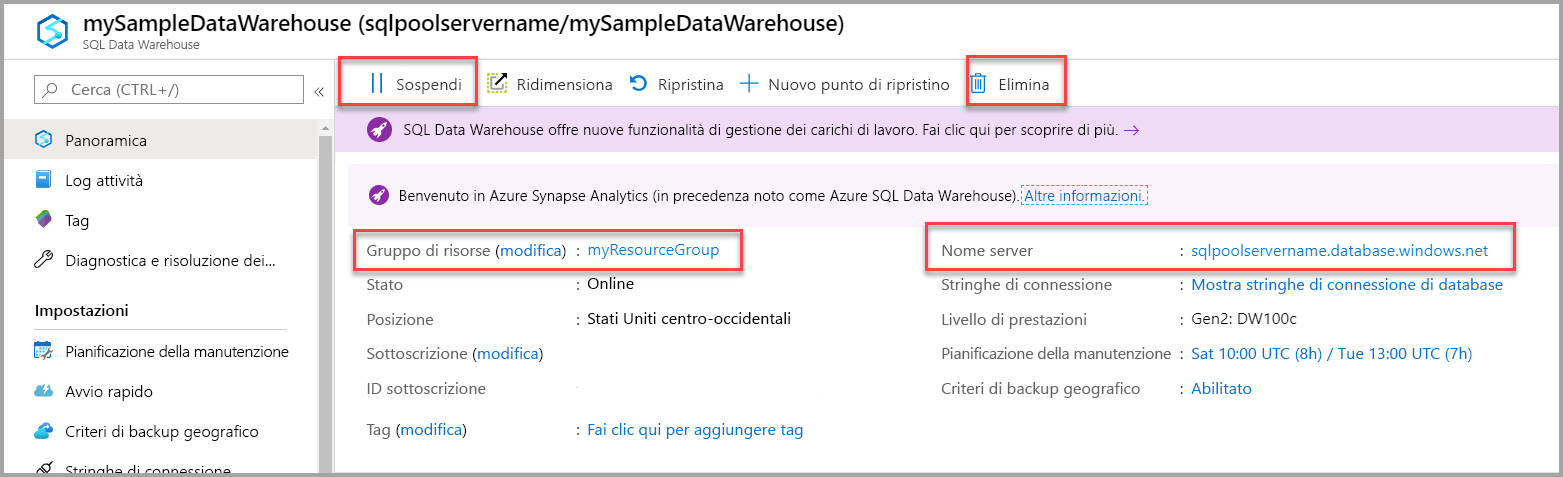 mySampleDataWarehouse (sqlpoolservername/mySampleDataWarehouse)
SQL Data Warehouse
Cerca (CTRL+/)
«
Panoramica
Log attività
Tag
Diagnostica e risoluzione dei...
Impostazioni
Pianificazione della manutenzione
Avvio rapido
Criteri di backup geografico
Stringhe di connessione
Sospendi
Ridimensiona
Ripristina
Nuovo punto di ripristino
Elimina
SQL Data Warehouse offre nuove funzionalità di gestione dei carichi di lavoro. Fai clic qui per scoprire di più. →
Benvenuto in Azure Synapse Analytics (in precedenza noto come Azure SQL Data Warehouse). Altre informazioni.
Gruppo di risorse (modifica) : myResourceGroup
Stato : Online
Posizione : Stati Uniti centro-occidentali
Sottoscrizione (modifica)
ID sottoscrizione
Tag (modifica) : Fai clic qui per aggiungere tag
Nome server : sqlpoolservername.database.windows.net
Stringhe di connessione : Mostra stringhe di connessione di database
Livello di prestazioni : Gen2: DW100c
Pianificazione della manutenzione : Sat 10:00 UTC (8h) / Tue 13:00 UTC (7h)
Criteri di backup geografico : Abilitato